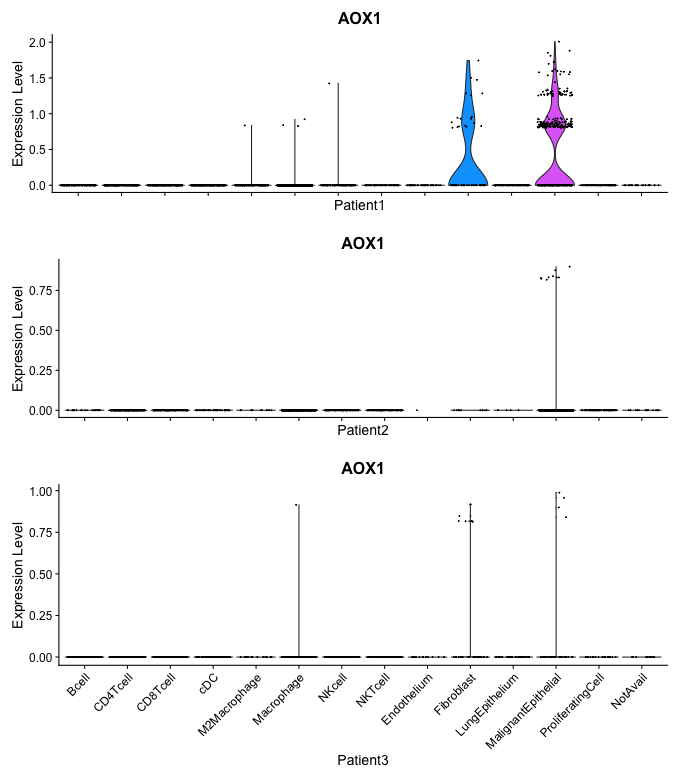 AOX1
Expression Level
2.0
1.5
1.0
0.5
0.0
Patient1
AOX1
Expression Level
0.75
0.50
0.25
0.00
Patient2
AOX1
Expression Level
1.00
0.75
0.50
0.25
0.00
Bcell
CD4Tcell
CD8Tcell
cDC
M2Macrophage
Macrophage
NKcell
NKTcell
Endothelium
Fibroblast
LungEpithelium
MalignantEpithelial
ProliferatingCell
NotAvail
Patient3